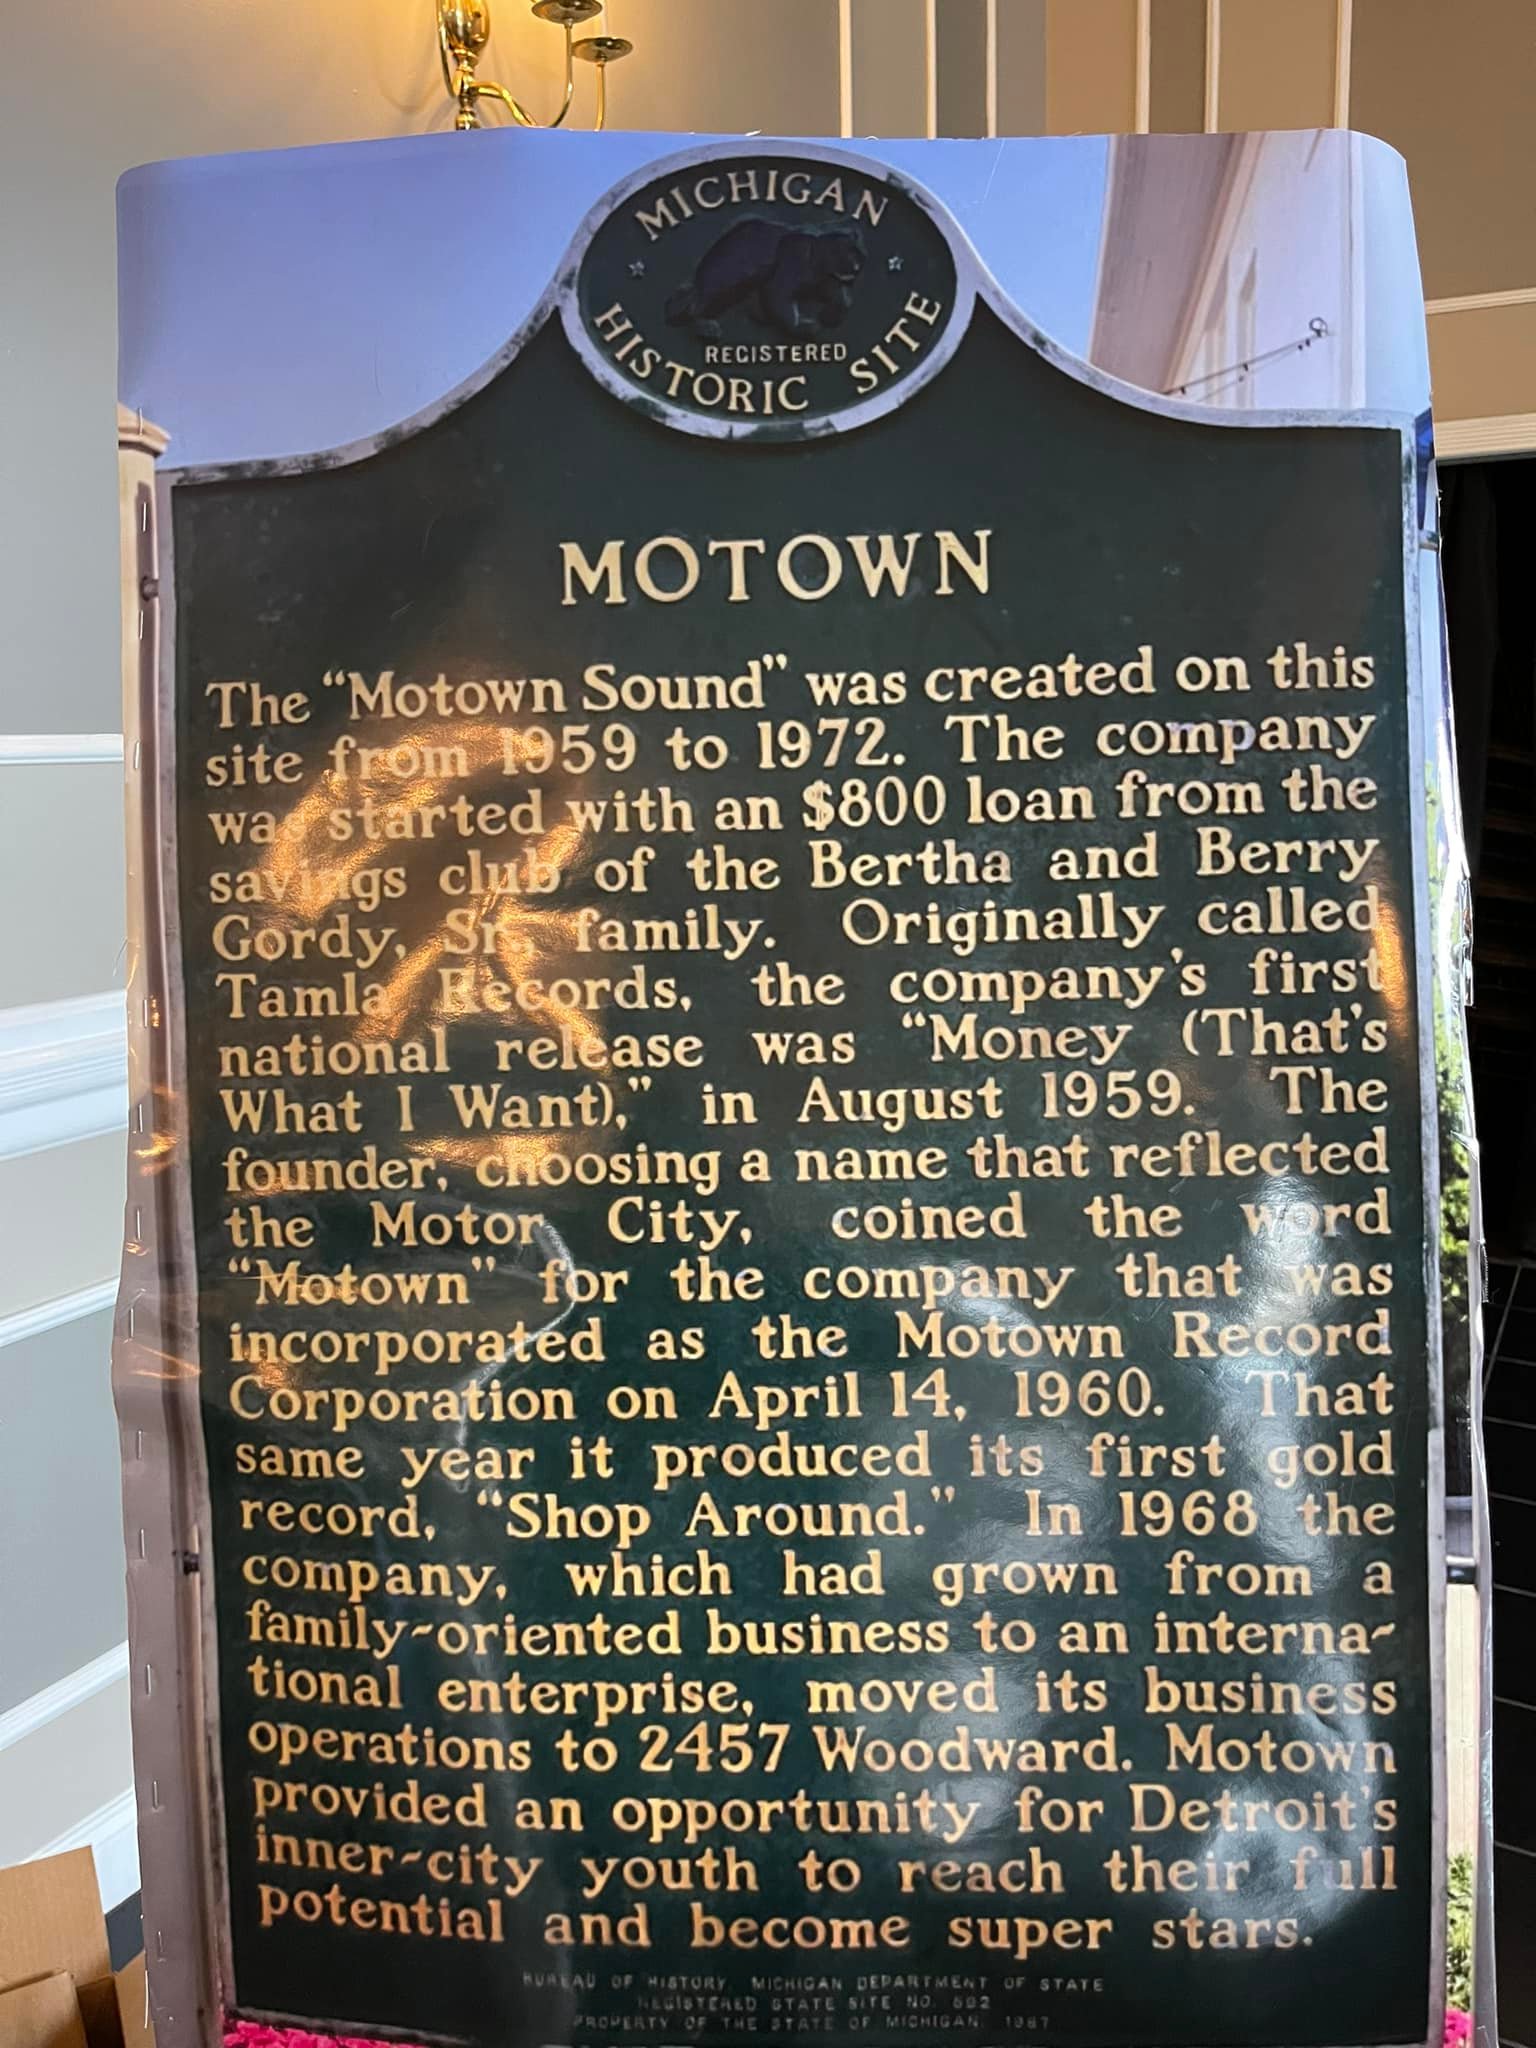 MICHIGAN
REGISTERED
HISTORIC SITE
MOTOWN
The “Motown Sound” was created on this
site from 1959 to 1972. The company
was started with an $800 loan from the
savings club of the Bertha and Berry
Gordy, Sr., family. Originally called
Tamla Records, the company's first
national release was “Money (That's
What I Want),” in August 1959. The
founder, choosing a name that reflected
the Motor City, coined the word
“Motown” for the company that was
incorporated as the Motown Record
Corporation on April 14, 1960. That
same year it produced its first gold
record, “Shop Around.” In 1968 the
company, which had grown from a
family-oriented business to an interna-
tional enterprise, moved its business
operations to 2457 Woodward. Motown
provided an opportunity for Detroit's
inner-city youth to reach their full
potential and become super stars.
BUREAU OF HISTORY, MICHIGAN DEPARTMENT OF STATE
REGISTERED STATE SITE NO.
PROPERTY OF THE STATE OF MICHIGAN, 1987